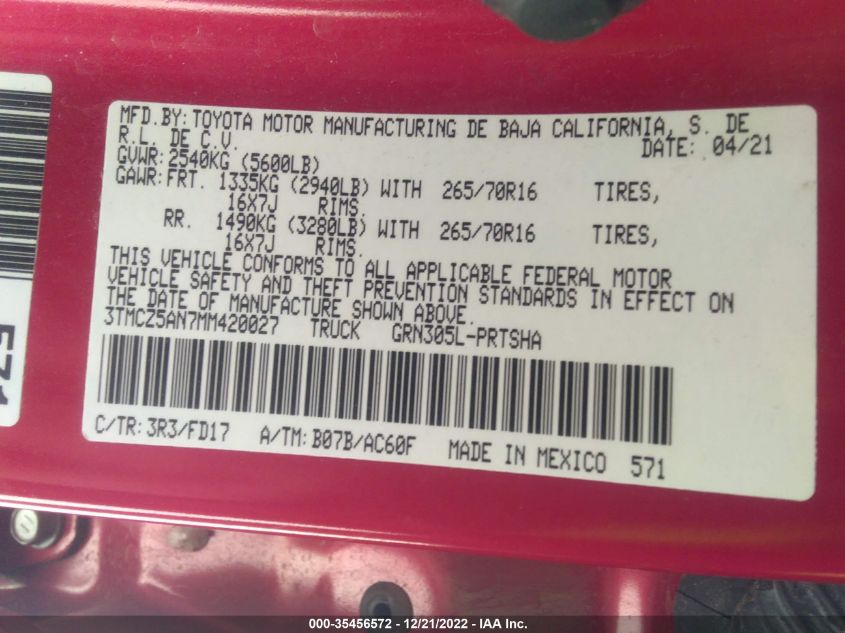 MFD.BY: TOYOTA MOTOR MANUFACTURING DE BAJA CALIFORNIA, S. DE
R.L. DE C.V. DATE: 04/21
GVWR: 2540KG (5600LB)
GAWR: FRT. 1335KG (2940LB) WITH 265/70R16 TIRES,
16X7J RIMS.
RR. 1490KG (3280LB) WITH 265/70R16 TIRES,
16X7J RIMS.
THIS VEHICLE CONFORMS TO ALL APPLICABLE FEDERAL MOTOR
VEHICLE SAFETY AND THEFT PREVENTION STANDARDS IN EFFECT ON
THE DATE OF MANUFACTURE SHOWN ABOVE.
3TMCZ5AN7MM420027 TRUCK GRN305L-PRTSHA
C/TR: 3R3/FD17 A/TM: B07B/AC60F MADE IN MEXICO 571
571
000-35456572 - 12/21/2022 - IAA Inc.